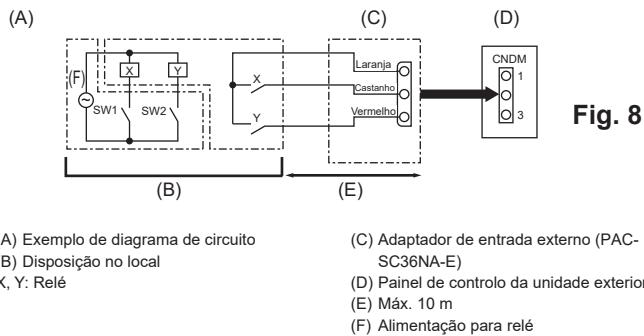 (A)
(C)
(D)
(F)
X
Y
SW1
SW2
X
Y
Laranja
Castanho
Vermelho
CNDM
1
3
Fig. 8
(B)
(E)
A) Exemplo de diagrama de circuito
B) Disposição no local
X, Y: Relé
(C) Adaptador de entrada externo (PAC-
SC36NA-E)
(D) Painel de controlo da unidade exterior
(E) Máx. 10 m
(F) Alimentação para relé